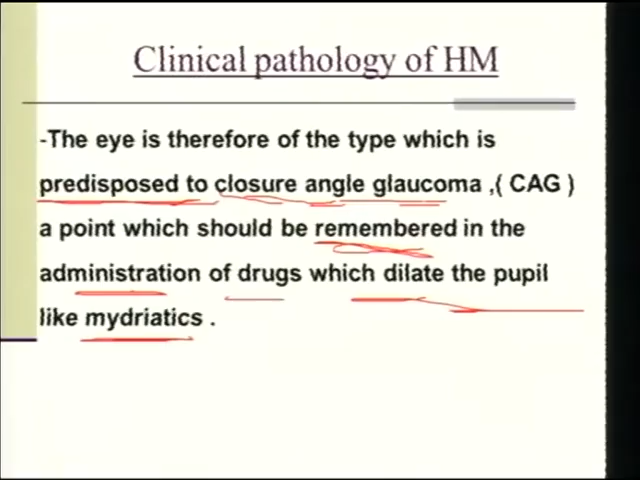 Clinical pathology of HM
-The eye is therefore of the type which is
predisposed to closure angle glaucoma ,( CAG )
a point which should be remembered in the
administration of drugs which dilate the pupil
like mydriatics .